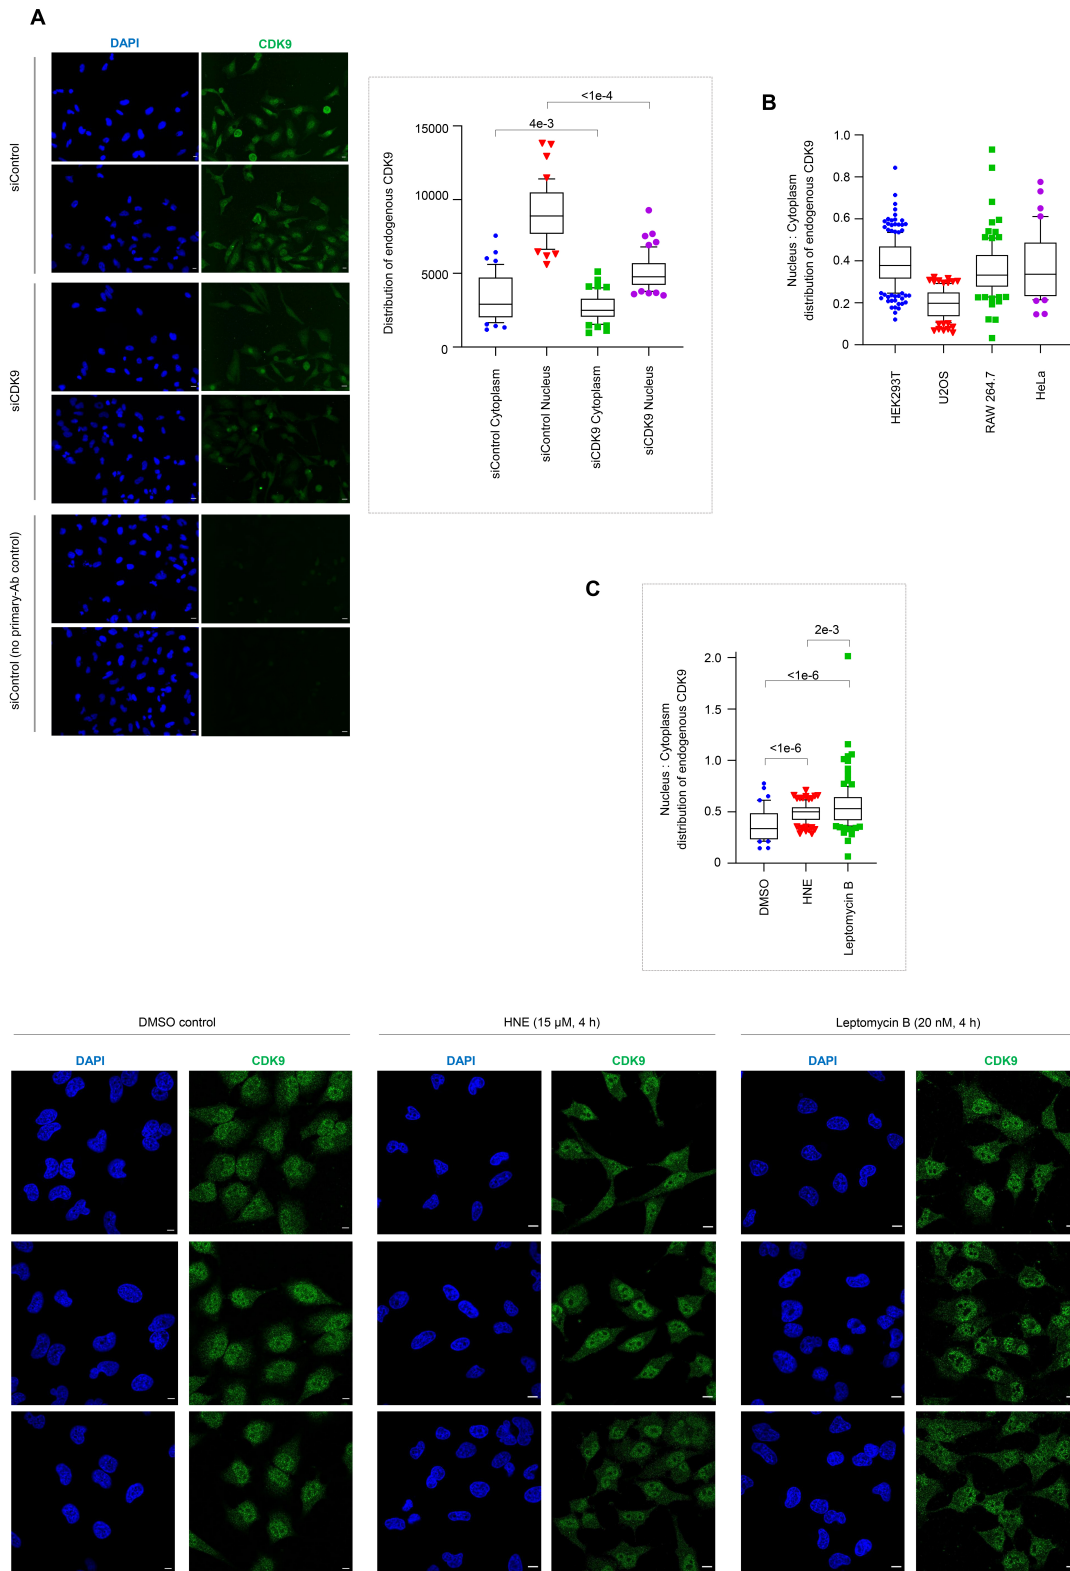 A
DAPI
CDK9
siControl
siCDK9
siControl (no primary-Ab control)
<1e-4
4e-3
15000
10000
5000
0
Distribution of endogenous CDK9
siControl Cytoplasm
siControl Nucleus
siCDK9 Cytoplasm
siCDK9 Nucleus
B
1.0
0.8
0.6
0.4
0.2
0
Nucleus : Cytoplasm
distribution of endogenous CDK9
HEK293T
U2OS
RAW 264.7
HeLa
C
2e-3
<1e-6
<1e-6
2.0
1.5
1.0
0.5
0
Nucleus : Cytoplasm
distribution of endogenous CDK9
DMSO
HNE
Leptomycin B
DMSO control
HNE (15 µM, 4 h)
Leptomycin B (20 nM, 4 h)
DAPI
CDK9
DAPI
CDK9
DAPI
CDK9